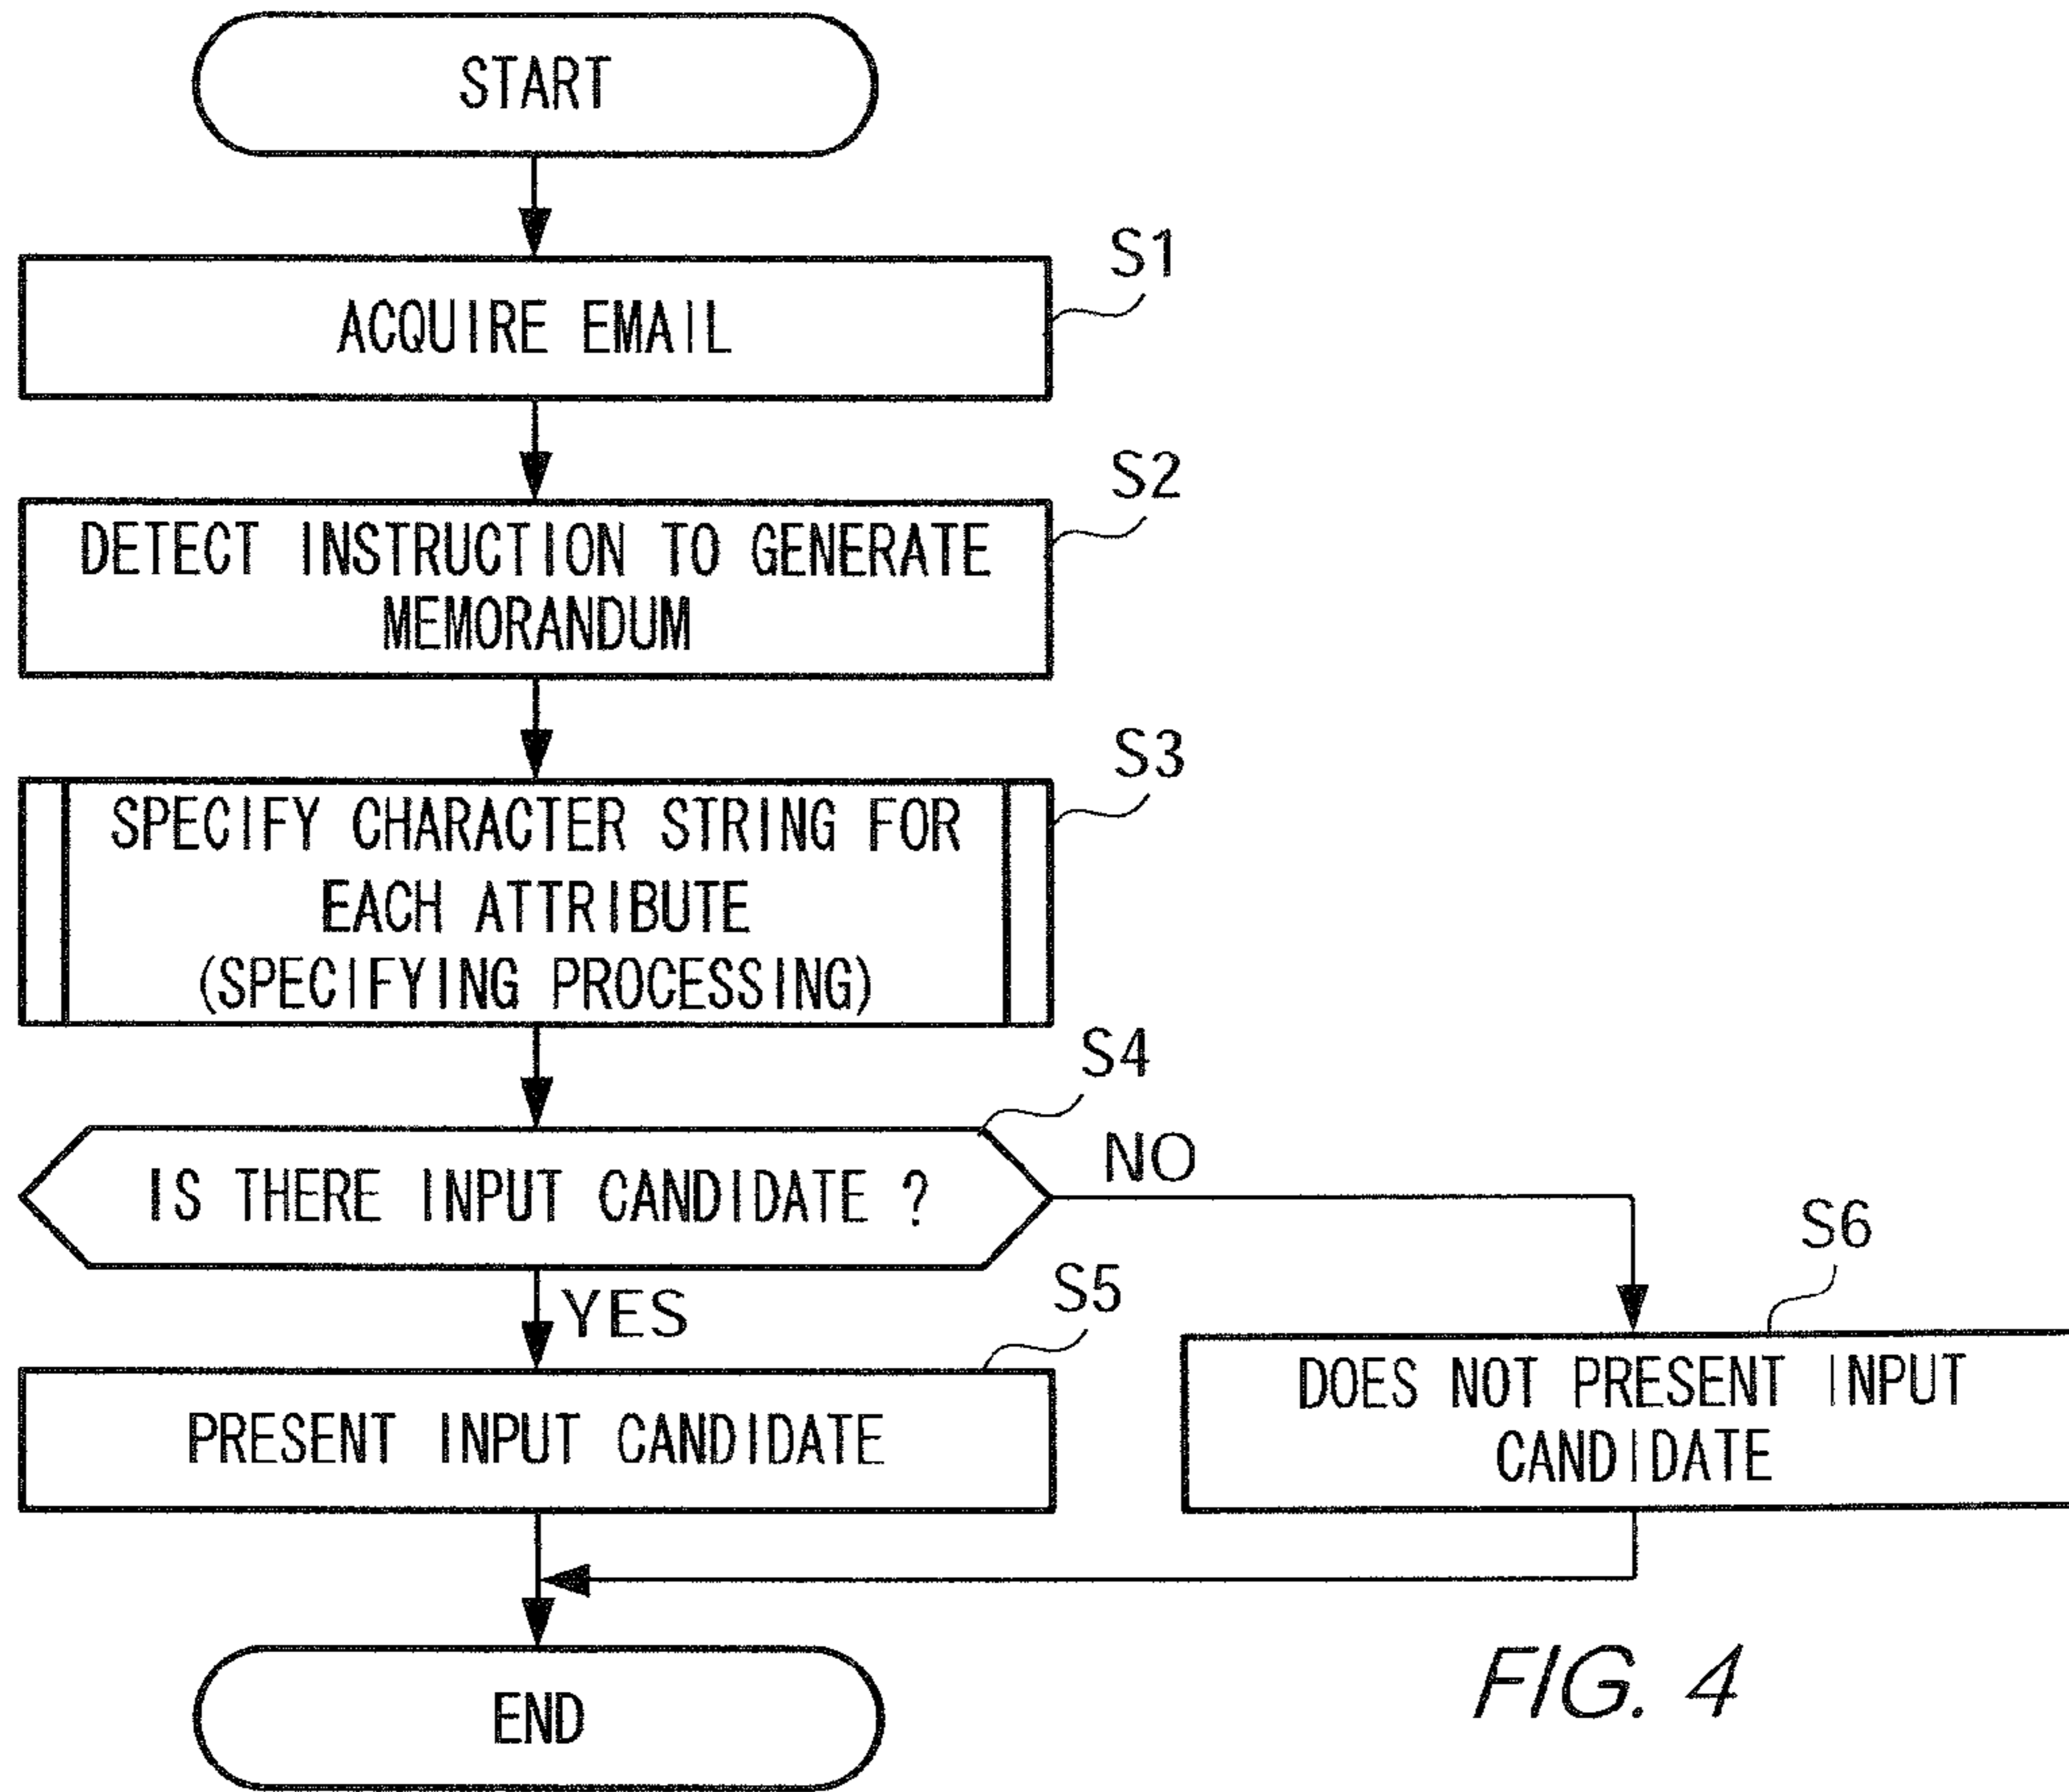 START
S1
ACQUIRE EMAIL
S2
DETECT INSTRUCTION TO GENERATE
MEMORANDUM
S3
SPECIFY CHARACTER STRING FOR
EACH ATTRIBUTE
(SPECIFYING PROCESSING)
S4
IS THERE INPUT CANDIDATE ?
NO
YES
S5
PRESENT INPUT CANDIDATE
S6
DOES NOT PRESENT INPUT
CANDIDATE
END
FIG. 4